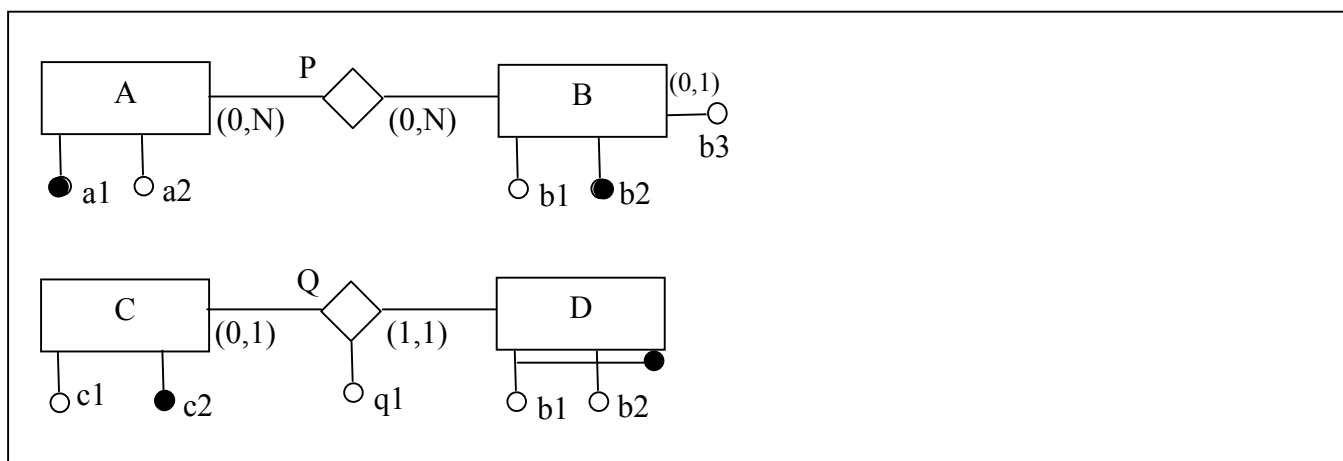 P
A
B
(0,1)
(0,N)
(0,N)
b3
a1
a2
b1
b2
Q
C
D
(0,1)
(1,1)
c1
c2
q1
b1
b2